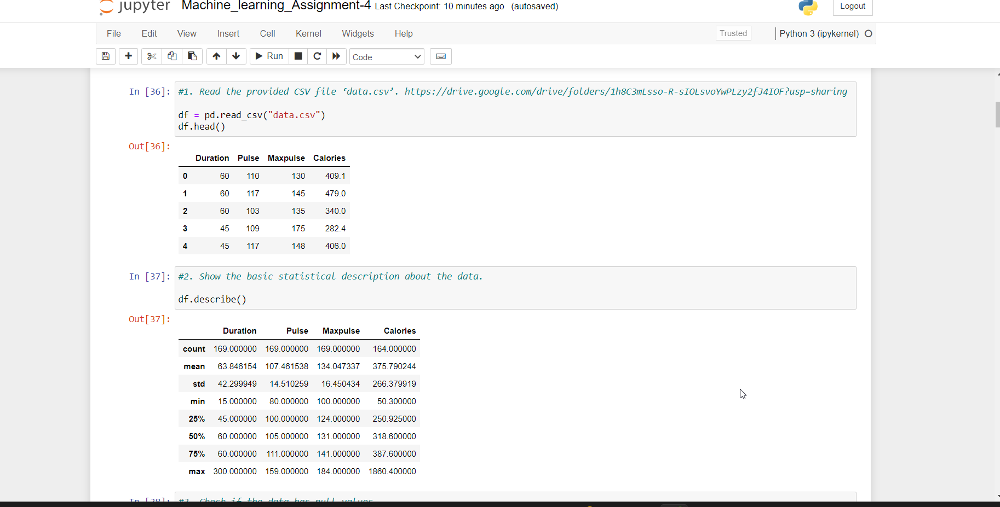 jupyter Machine_learning_Assignment-4 Last Checkpoint: 10 minutes ago (autosaved) Logout
File Edit View Insert Cell Kernel Widgets Help Trusted Python 3 (ipykernel)
Run Code
In [36]: #1. Read the provided CSV file ‘data.csv’. https://drive.google.com/drive/folders/1h8C3mLsso-R-sIOLsvoYwPLzy2fJ4IOF?usp=sharing
df = pd.read_csv("data.csv")
df.head()
Out[36]:
Duration Pulse Maxpulse Calories
0 60 110 130 409.1
1 60 117 145 479.0
2 60 103 135 340.0
3 45 109 175 282.4
4 45 117 148 406.0
In [37]: #2. Show the basic statistical description about the data.
df.describe()
Out[37]:
Duration Pulse Maxpulse Calories
count 169.000000 169.000000 169.000000 164.000000
mean 63.846154 107.461538 134.047337 375.790244
std 42.299949 14.510259 16.450434 266.379919
min 15.000000 80.000000 100.000000 50.300000
25% 45.000000 100.000000 124.000000 250.925000
50% 60.000000 105.000000 131.000000 318.600000
75% 60.000000 111.000000 141.000000 387.600000
max 300.000000 159.000000 184.000000 1860.400000
In [38]: #3. Check if the data has null values.